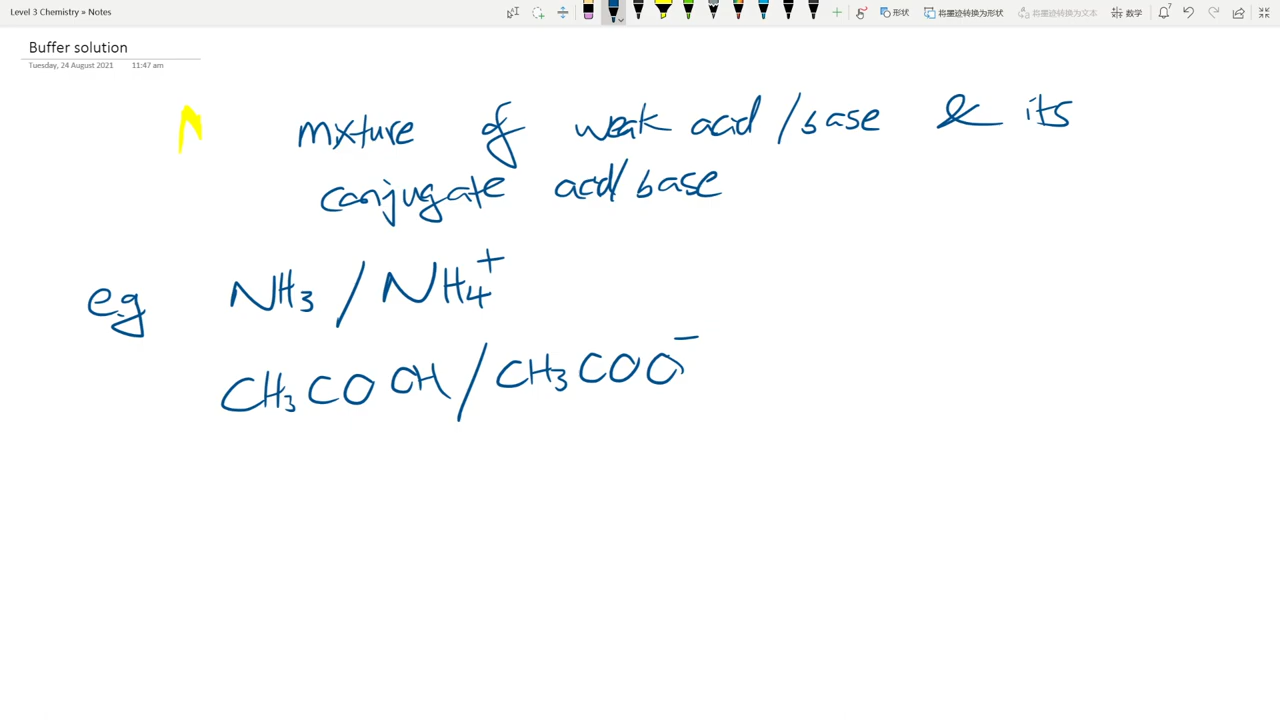 Level 3 Chemistry » Notes
形状
将墨迹转换为形状
将墨迹转换为文本
数学
7
Buffer solution
Tuesday, 24 August 2021 11:47 am
mxture of weak acid / base & its
conjugate acid/base
e.g NH3 / NH4+
CH3COOH / CH3COO-